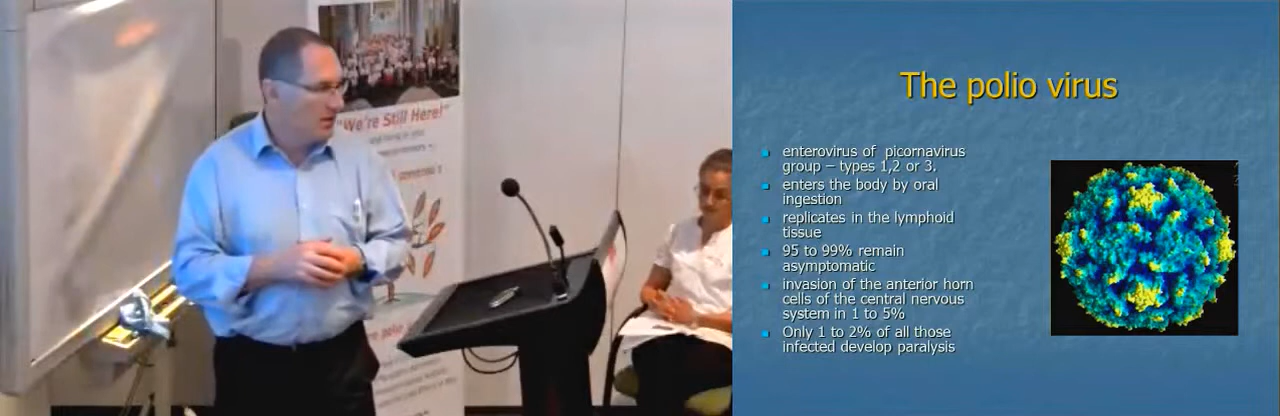 "We're Still Here!"
The polio virus
enterovirus of picornavirus
group – types 1,2 or 3.
enters the body by oral
ingestion
replicates in the lymphoid
tissue
95 to 99% remain
asymptomatic
invasion of the anterior horn
cells of the central nervous
system in 1 to 5%
Only 1 to 2% of all those
infected develop paralysis